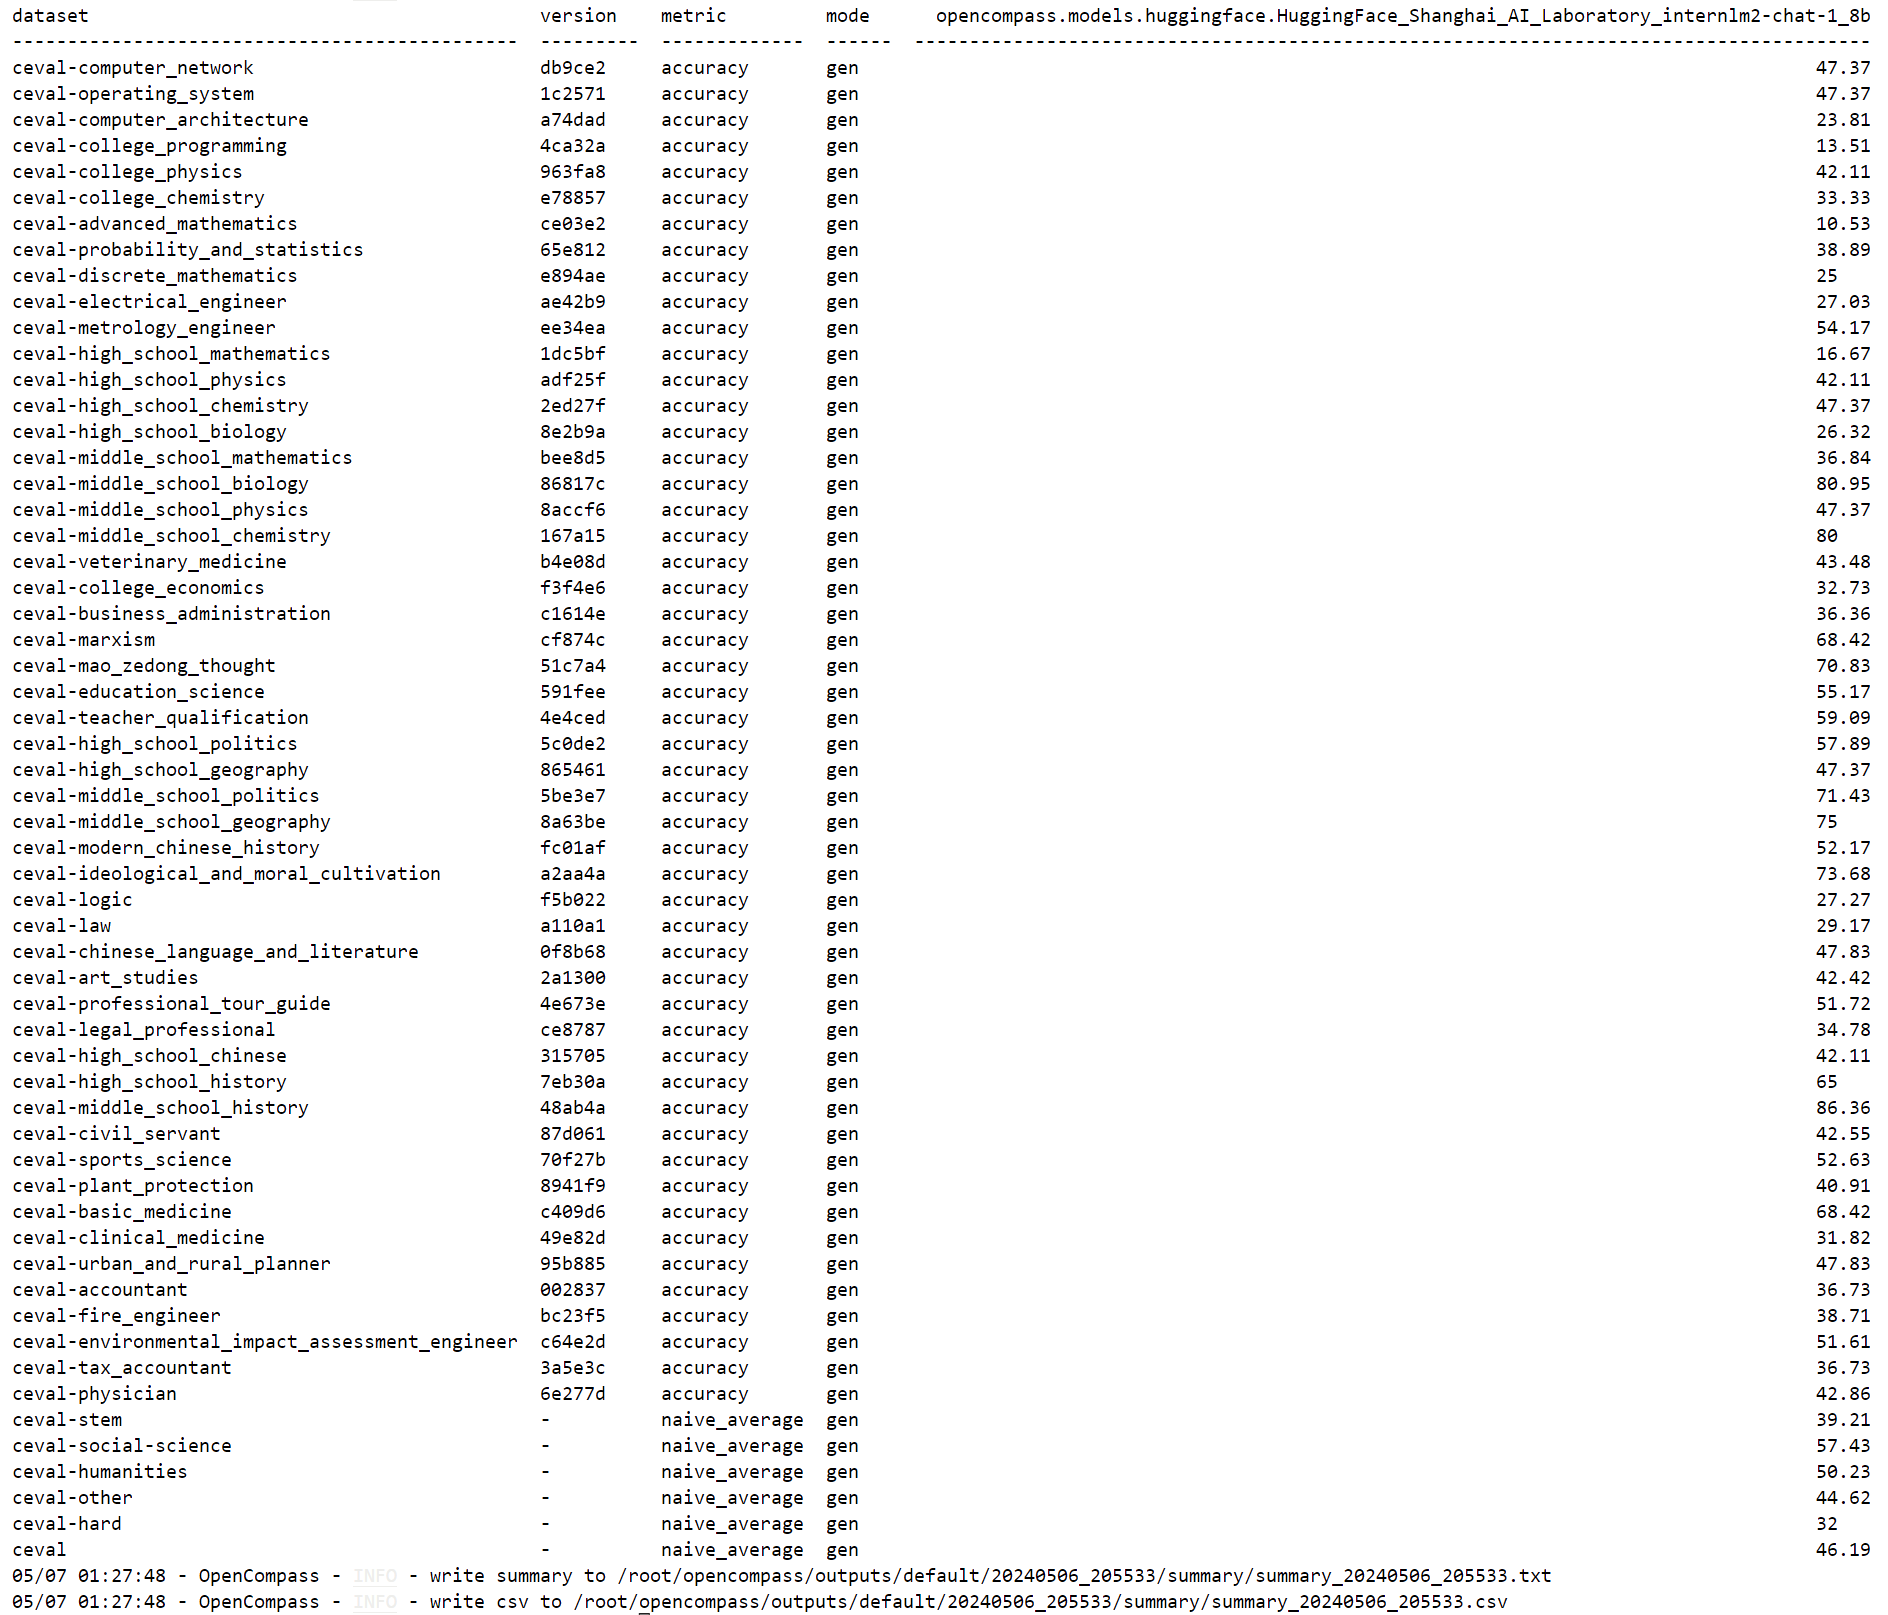 dataset version metric mode opencompass.models.huggingface.HuggingFace_Shanghai_AI_Laboratory_internlm2-chat-1_8b
---------------------------------------------- --------- ------------- ------ ---------------------------------------------------------------------------------------
ceval-computer_network db9ce2 accuracy gen 47.37
ceval-operating_system 1c2571 accuracy gen 47.37
ceval-computer_architecture a74dad accuracy gen 23.81
ceval-college_programming 4ca32a accuracy gen 13.51
ceval-college_physics 963fa8 accuracy gen 42.11
ceval-college_chemistry e78857 accuracy gen 33.33
ceval-advanced_mathematics ce03e2 accuracy gen 10.53
ceval-probability_and_statistics 65e812 accuracy gen 38.89
ceval-discrete_mathematics e894ae accuracy gen 25
ceval-electrical_engineer ae42b9 accuracy gen 27.03
ceval-metrology_engineer ee34ea accuracy gen 54.17
ceval-high_school_mathematics 1dc5bf accuracy gen 16.67
ceval-high_school_physics adf25f accuracy gen 42.11
ceval-high_school_chemistry 2ed27f accuracy gen 47.37
ceval-high_school_biology 8e2b9a accuracy gen 26.32
ceval-middle_school_mathematics bee8d5 accuracy gen 36.84
ceval-middle_school_biology 86817c accuracy gen 80.95
ceval-middle_school_physics 8accf6 accuracy gen 47.37
ceval-middle_school_chemistry 167a15 accuracy gen 80
ceval-veterinary_medicine b4e08d accuracy gen 43.48
ceval-college_economics f3f4e6 accuracy gen 32.73
ceval-business_administration c1614e accuracy gen 36.36
ceval-marxism cf874c accuracy gen 68.42
ceval-mao_zedong_thought 51c7a4 accuracy gen 70.83
ceval-education_science 591fee accuracy gen 55.17
ceval-teacher_qualification 4e4ced accuracy gen 59.09
ceval-high_school_politics 5c0de2 accuracy gen 57.89
ceval-high_school_geography 865461 accuracy gen 47.37
ceval-middle_school_politics 5be3e7 accuracy gen 71.43
ceval-middle_school_geography 8a63be accuracy gen 75
ceval-modern_chinese_history fc01af accuracy gen 52.17
ceval-ideological_and_moral_cultivation a2aa4a accuracy gen 73.68
ceval-logic f5b022 accuracy gen 27.27
ceval-law a110a1 accuracy gen 29.17
ceval-chinese_language_and_literature 0f8b68 accuracy gen 47.83
ceval-art_studies 2a1300 accuracy gen 42.42
ceval-professional_tour_guide 4e673e accuracy gen 51.72
ceval-legal_professional ce8787 accuracy gen 34.78
ceval-high_school_chinese 315705 accuracy gen 42.11
ceval-high_school_history 7eb30a accuracy gen 65
ceval-middle_school_history 48ab4a accuracy gen 86.36
ceval-civil_servant 87d061 accuracy gen 42.55
ceval-sports_science 70f27b accuracy gen 52.63
ceval-plant_protection 8941f9 accuracy gen 40.91
ceval-basic_medicine c409d6 accuracy gen 68.42
ceval-clinical_medicine 49e82d accuracy gen 31.82
ceval-urban_and_rural_planner 95b885 accuracy gen 47.83
ceval-accountant 002837 accuracy gen 36.73
ceval-fire_engineer bc23f5 accuracy gen 38.71
ceval-environmental_impact_assessment_engineer c64e2d accuracy gen 51.61
ceval-tax_accountant 3a5e3c accuracy gen 36.73
ceval-physician 6e277d accuracy gen 42.86
ceval-stem - naive_average gen 39.21
ceval-social-science - naive_average gen 57.43
ceval-humanities - naive_average gen 50.23
ceval-other - naive_average gen 44.62
ceval-hard - naive_average gen 32
ceval - naive_average gen 46.19
05/07 01:27:48 - OpenCompass - INFO - write summary to /root/opencompass/outputs/default/20240506_205533/summary/summary_20240506_205533.txt
05/07 01:27:48 - OpenCompass - INFO - write csv to /root/opencompass/outputs/default/20240506_205533/summary/summary_20240506_205533.csv